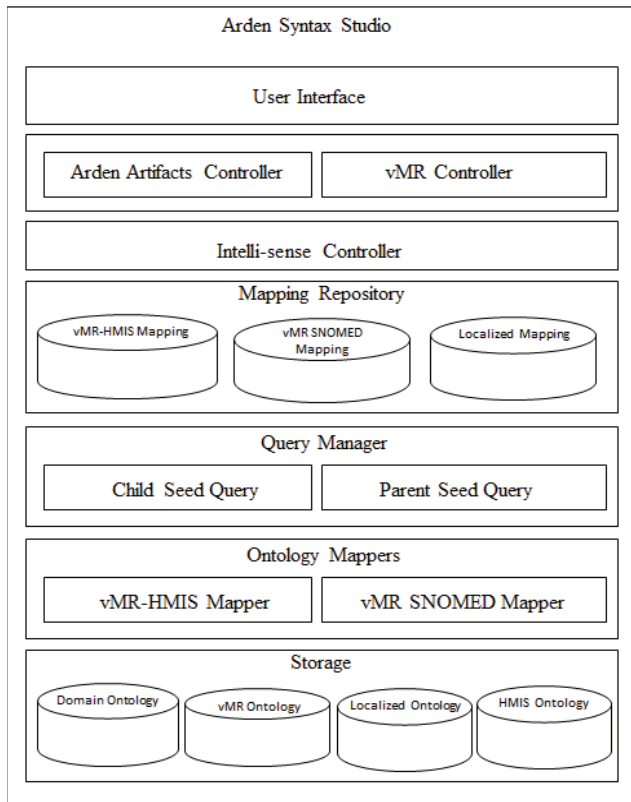 Arden Syntax Studio
User Interface
Arden Artifacts Controller
vMR Controller
Intelli-sense Controller
Mapping Repository
vMR-HMIS Mapping
vMR SNOMED
Mapping
Localized Mapping
Query Manager
Child Seed Query
Parent Seed Query
Ontology Mappers
vMR-HMIS Mapper
vMR SNOMED Mapper
Storage
Domain Ontology
vMR Ontology
Localized Ontology
HMIS Ontology